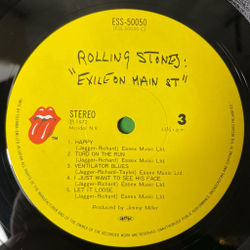 ESS-50050
ROLLING STONES:
"EXILE ON MAIN ST"
STEREO
℗ 1972
3
1. HAPPY
(Jagger-Richard) Essex Music Ltd.
2. TURD ON THE RUN
(Jagger-Richard) Essex Music Ltd.
3. VENTILATOR BLUES
(Jagger-Richard-Taylor) Essex Music Ltd.
4. I JUST WANT TO SEE HIS FACE
(Jagger-Richard) Essex Music Ltd.
5. LET IT LOOSE
(Jagger-Richard) Essex Music Ltd.
Produced by Jimmy Miller